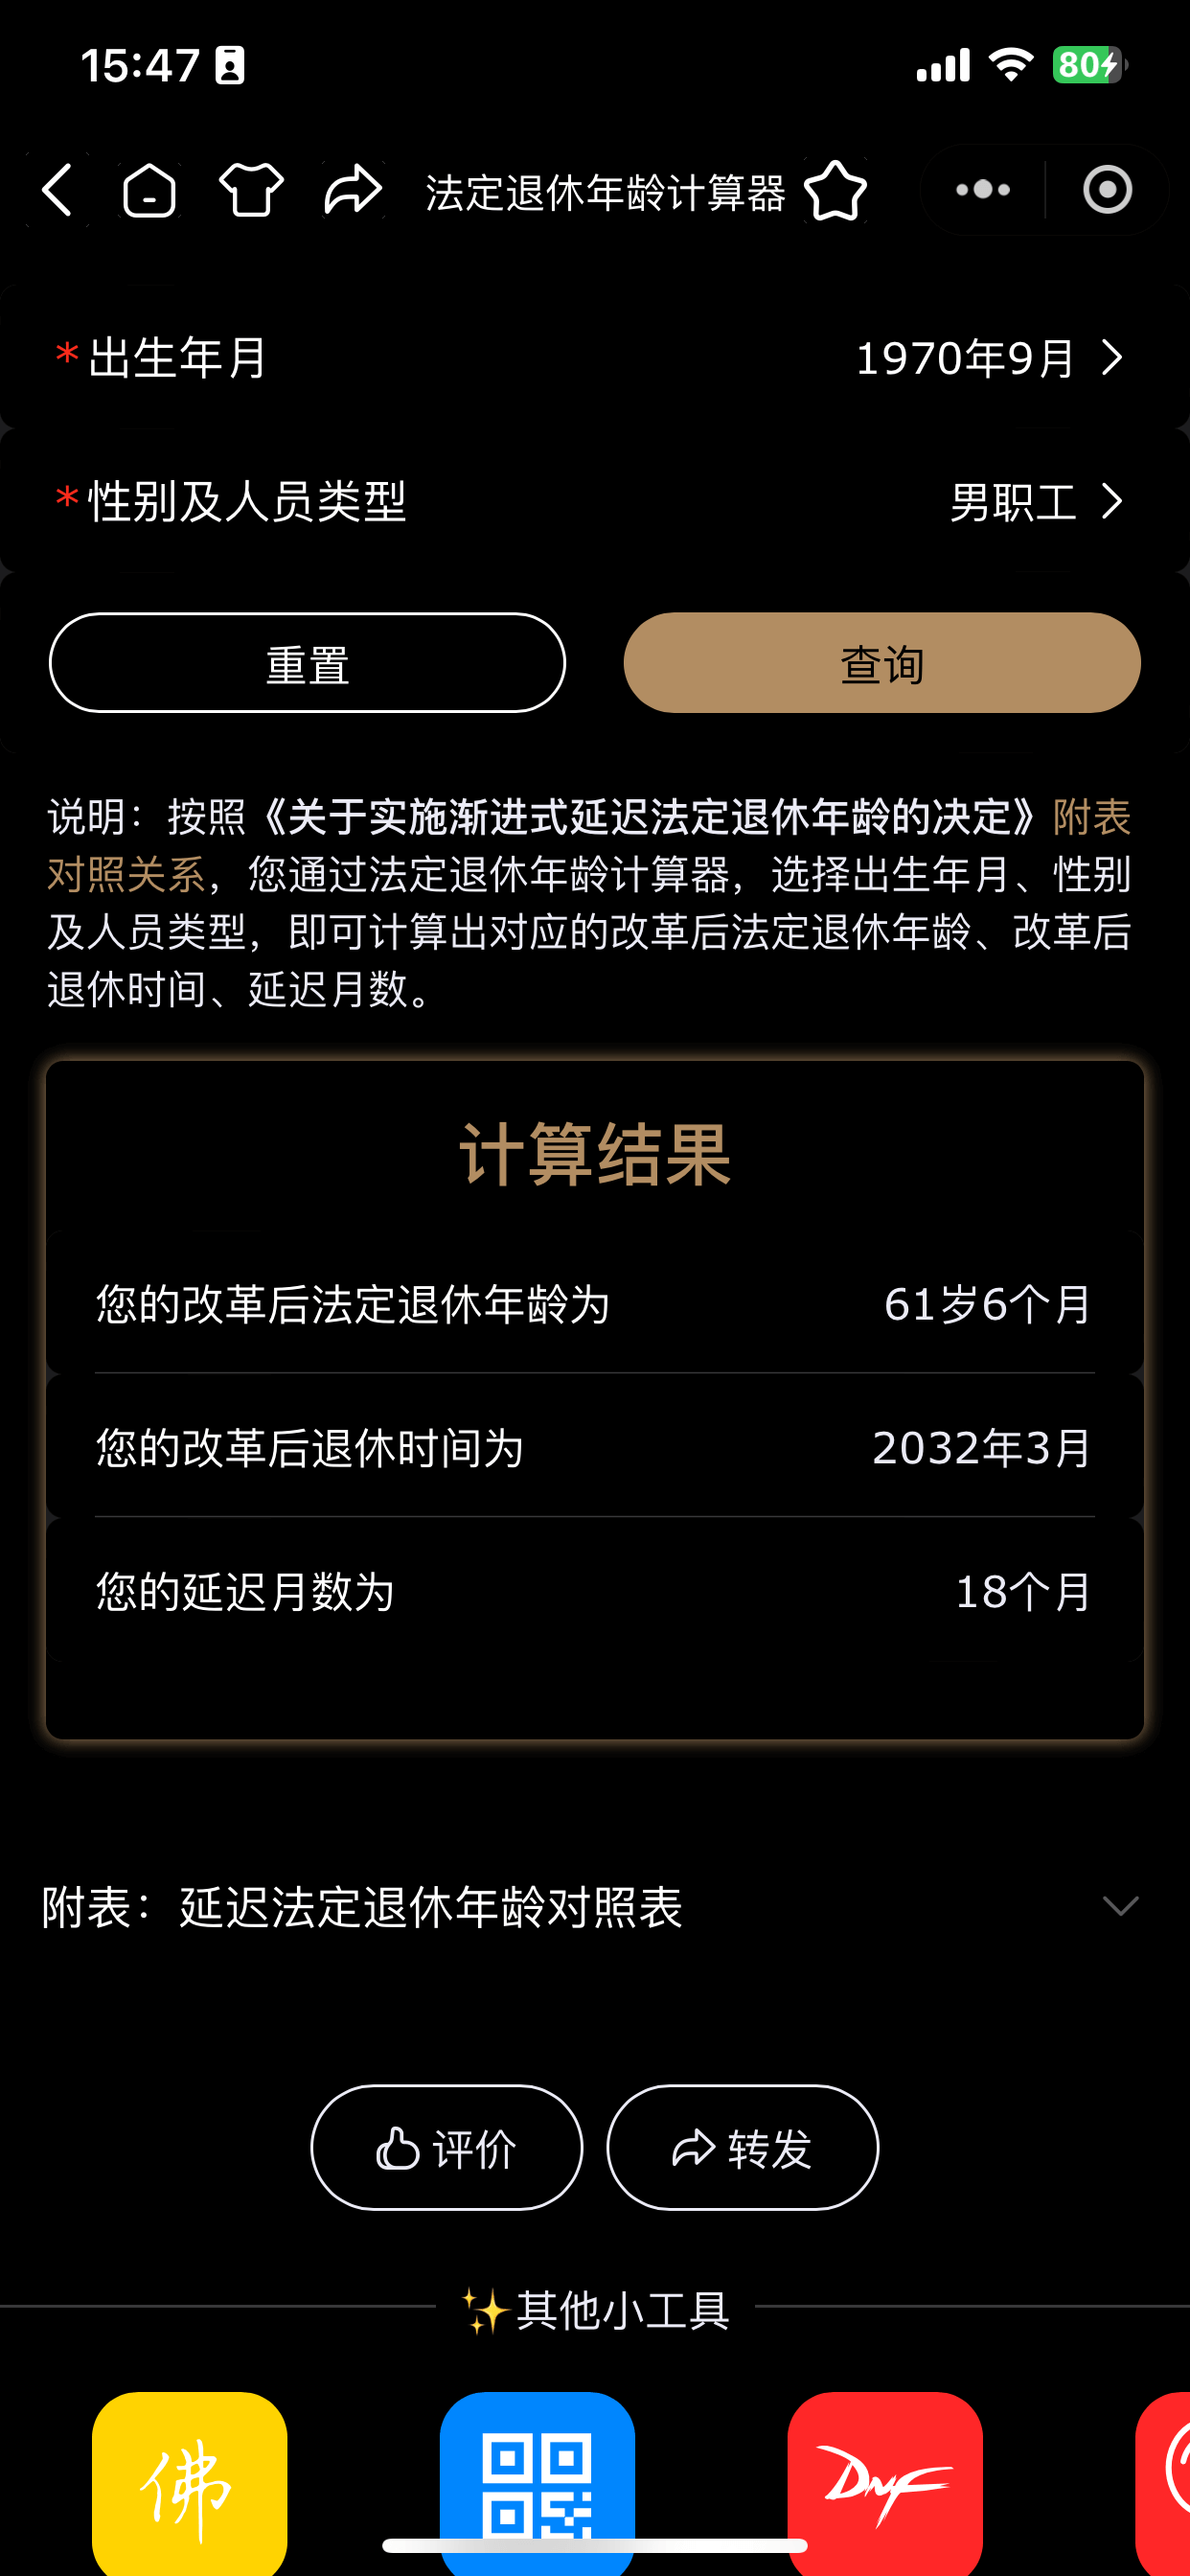 15:47
80
法定退休年龄计算器
*出生年月 1970年9月
*性别及人员类型 男职工
重置 查询
说明：按照《关于实施渐进式延迟法定退休年龄的决定》附表
对照关系，您通过法定退休年龄计算器，选择出生年月、性别
及人员类型，即可计算出对应的改革后法定退休年龄、改革后
退休时间、延迟月数。
计算结果
您的改革后法定退休年龄为 61岁6个月
您的改革后退休时间为 2032年3月
您的延迟月数为 18个月
附表：延迟法定退休年龄对照表
评价 转发
✨其他小工具
佛 DNF